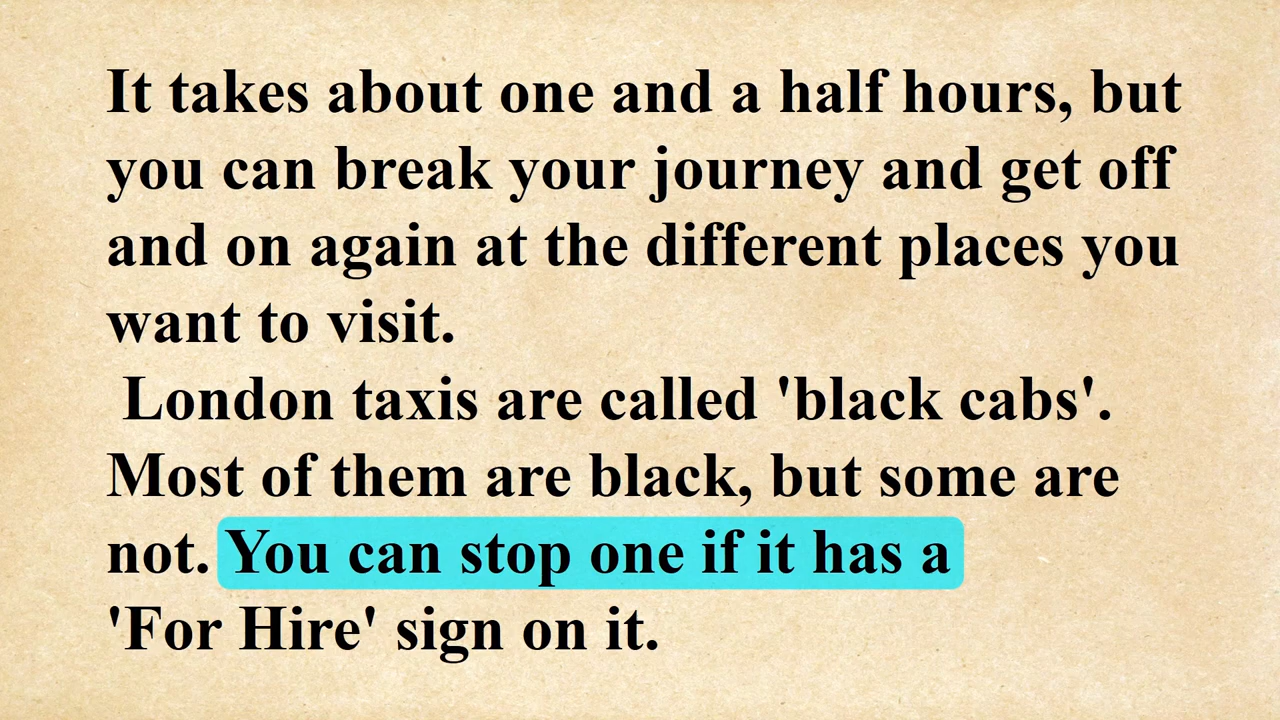 It takes about one and a half hours, but
you can break your journey and get off
and on again at the different places you
want to visit.
London taxis are called 'black cabs'.
Most of them are black, but some are
not. You can stop one if it has a
'For Hire' sign on it.